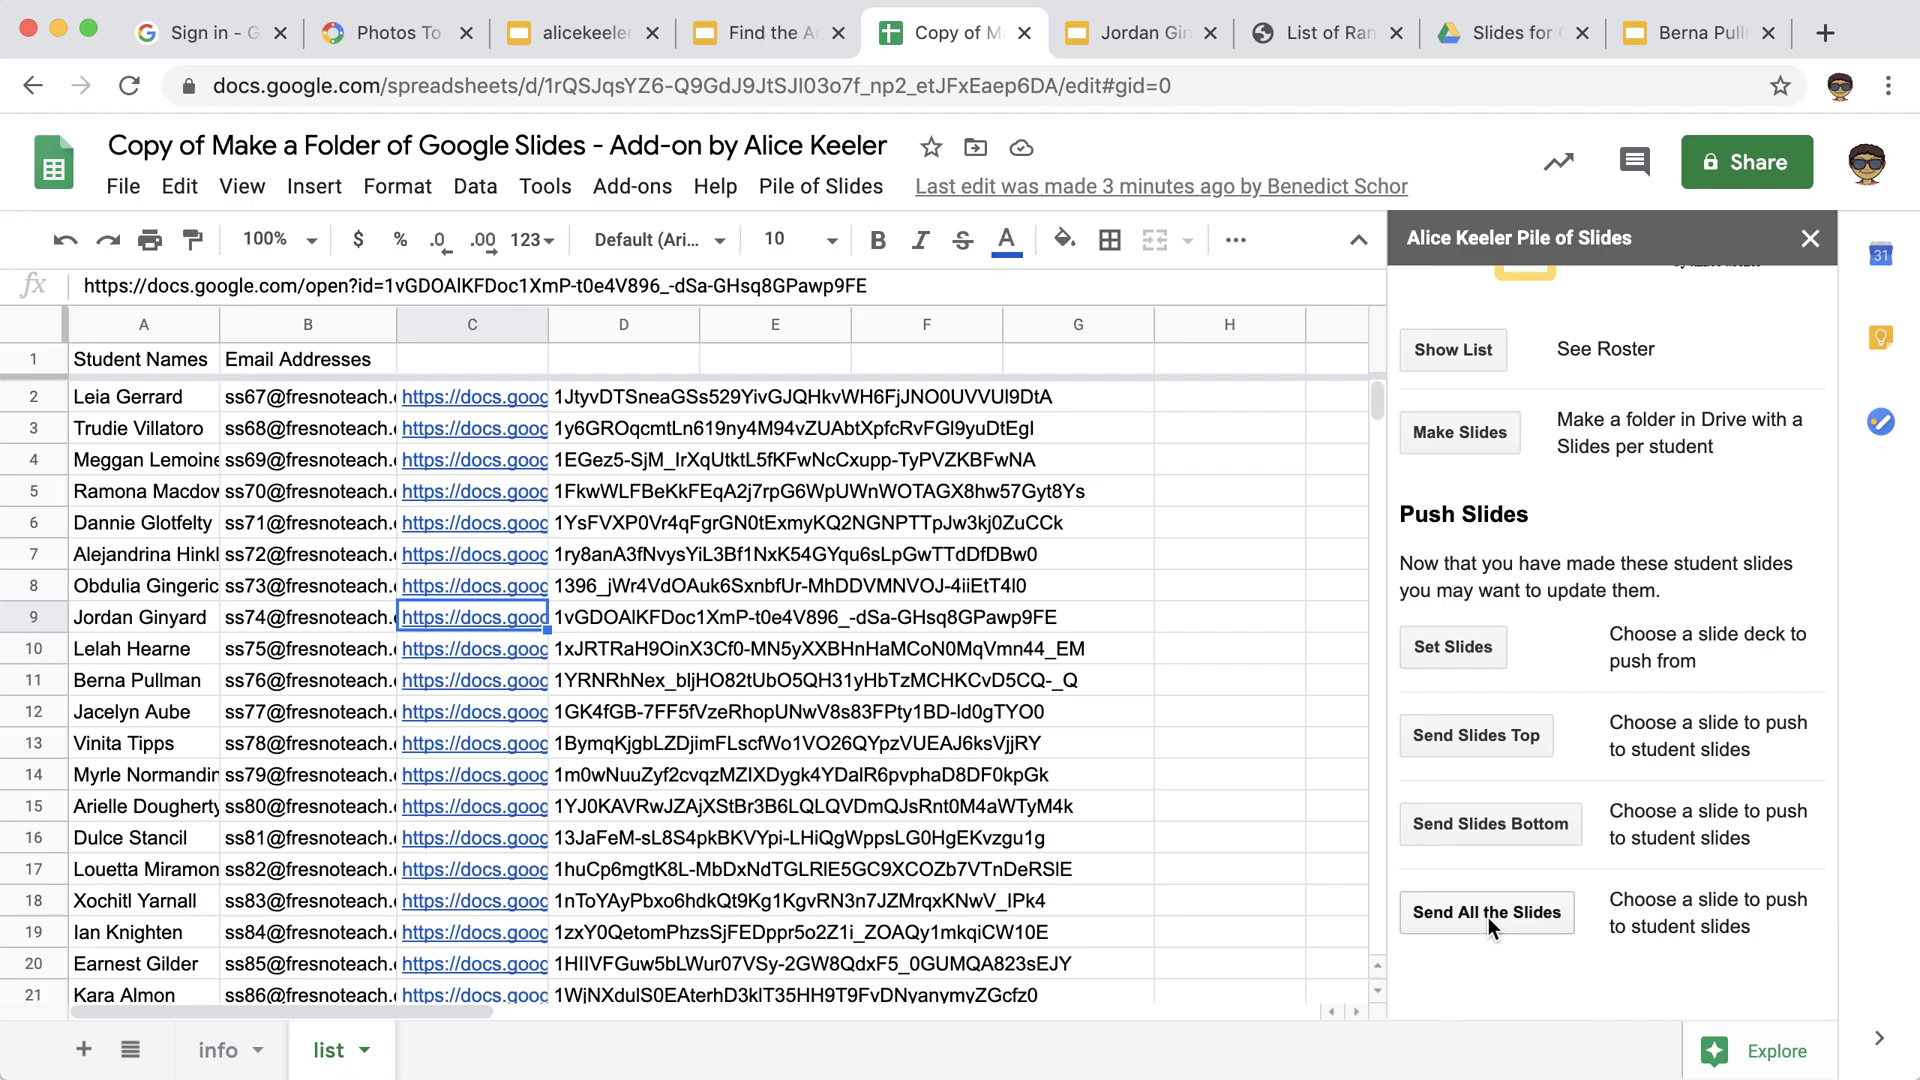 Sign in - G
Photos To
alicekeeler
Find the A
Copy of M
Jordan Gin
List of Ran
Slides for
Berna Pull
docs.google.com/spreadsheets/d/1rQSJqsYZ6-Q9GdJ9JtSJI03o7f_np2_etJFxEaep6DA/edit#gid=0
Copy of Make a Folder of Google Slides - Add-on by Alice Keeler
Share
File Edit View Insert Format Data Tools Add-ons Help Pile of Slides Last edit was made 3 minutes ago by Benedict Schor
100% $ % .0 .00 123 Default (Ari... 10 B I S A
fx https://docs.google.com/open?id=1vGDOAlKFDoc1XmP-t0e4V896_-dSa-GHsq8GPawp9FE
A B C D E F G H
1 Student Names Email Addresses
2 Leia Gerrard ss67@fresnoteach. https://docs.goog 1JtyvDTSneaGSs529YivGJQHkvWH6FjJNO0UVVUl9DtA
3 Trudie Villatoro ss68@fresnoteach. https://docs.goog 1y6GROqcmtLn619ny4M94vZUAbtXpfcRvFGl9yuDtEgI
4 Meggan Lemoine ss69@fresnoteach. https://docs.goog 1EGez5-SjM_IrXqUtktL5fKFwNcCxupp-TyPVZKBFwNA
5 Ramona Macdow ss70@fresnoteach. https://docs.goog 1FkwWLFBeKkFEqA2j7rpG6WpUWnWOTAGX8hw57Gyt8Ys
6 Dannie Glotfelty ss71@fresnoteach. https://docs.goog 1YsFVXP0Vr4qFgrGN0tExmyKQ2NGNPTTpJw3kj0ZuCCk
7 Alejandrina Hinkl ss72@fresnoteach. https://docs.goog 1ry8anA3fNvysYiL3Bf1NxK54GYqu6sLpGwTTdDfDBw0
8 Obdulia Gingeric ss73@fresnoteach. https://docs.goog 1396_jWr4VdOAuk6SxnbfUr-MhDDVMNVOJ-4iiEtT4l0
9 Jordan Ginyard ss74@fresnoteach. https://docs.goog 1vGDOAlKFDoc1XmP-t0e4V896_-dSa-GHsq8GPawp9FE
10 Lelah Hearne ss75@fresnoteach. https://docs.goog 1xJRTRaH9OinX3Cf0-MN5yXXBHnHaMCoN0MqVmn44_EM
11 Berna Pullman ss76@fresnoteach. https://docs.goog 1YRNRhNex_bljHO82tUbO5QH31yHbTzMCHKCvD5CQ-_Q
12 Jacelyn Aube ss77@fresnoteach. https://docs.goog 1GK4fGB-7FF5fVzeRhopUNwV8s83FPty1BD-ld0gTYO0
13 Vinita Tipps ss78@fresnoteach. https://docs.goog 1BymqKjgbLZDjimFLscfWo1VO26QYpzVUEAJ6ksVjjRY
14 Myrle Normandin ss79@fresnoteach. https://docs.goog 1m0wNuuZyf2cvqzMZIXDygk4YDalR6pvphaD8DF0kpGk
15 Arielle Dougherty ss80@fresnoteach. https://docs.goog 1YJ0KAVRwJZAjXStBr3B6LQLQVDmQJsRnt0M4aWTyM4k
16 Dulce Stancil ss81@fresnoteach. https://docs.goog 13JaFeM-sL8S4pkBKVYpi-LHiQgWppsLG0HgEKvzgu1g
17 Louetta Miramon ss82@fresnoteach. https://docs.goog 1huCp6mgtK8L-MbDxNdTGLRlE5GC9XCOZb7VTnDeRSlE
18 Xochitl Yarnall ss83@fresnoteach. https://docs.goog 1nToYAyPbxo6hdkQt9Kg1KgvRN3n7JZMrqxKNwV_IPk4
19 Ian Knighten ss84@fresnoteach. https://docs.goog 1zxY0QetomPhzsSjFEDppr5o2Z1i_ZOAQy1mkqiCW10E
20 Earnest Gilder ss85@fresnoteach. https://docs.goog 1HIIVFGuw5bLWur07VSy-2GW8QdxF5_0GUMQA823sEJY
21 Kara Almon ss86@fresnoteach. https://docs.goog 1WjNXdulS0EAterhD3klT35HH9T9FvDNyanymyZGcfz0
Alice Keeler Pile of Slides
Show List See Roster
Make Slides Make a folder in Drive with a
Slides per student
Push Slides
Now that you have made these student slides
you may want to update them.
Set Slides Choose a slide deck to
push from
Send Slides Top Choose a slide to push
to student slides
Send Slides Bottom Choose a slide to push
to student slides
Send All the Slides Choose a slide to push
to student slides
31
info
list
Explore